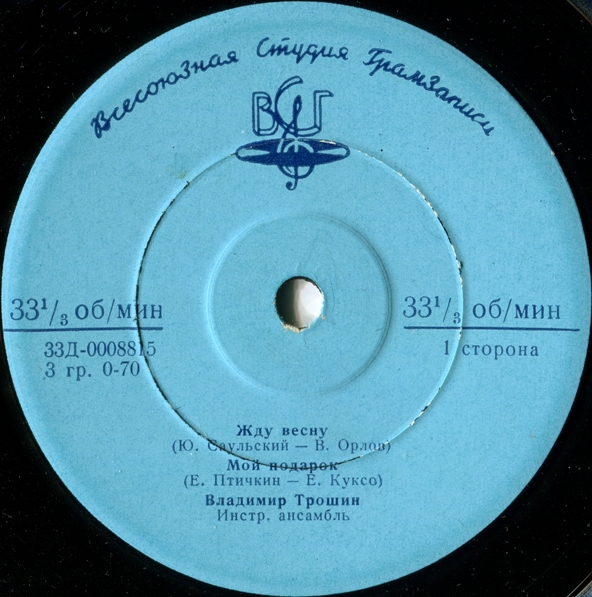 Всесоюзная Студия Грамзаписи
ВСГ
33¹/₃ об/мин
33Д-0008815
3 гр. 0-70
33¹/₃ об/мин
1 сторона
Жду весну
(Ю. Саульский — В. Орлов)
Мой подарок
(Е. Птичкин — Е. Куксо)
Владимир Трошин
Инстр. ансамбль